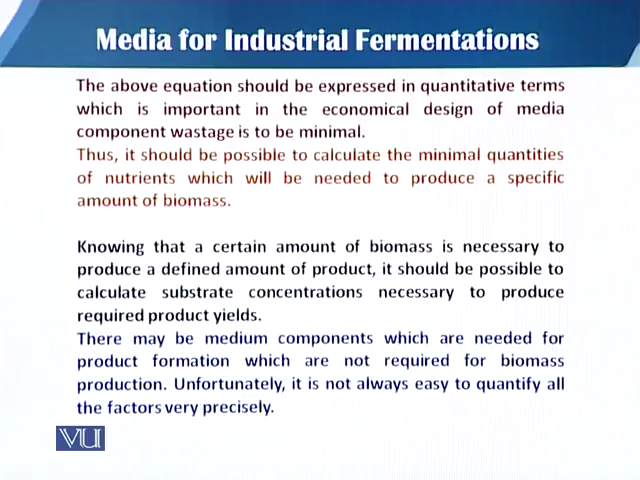 Media for Industrial Fermentations
The above equation should be expressed in quantitative terms
which is important in the economical design of media
component wastage is to be minimal.
Thus, it should be possible to calculate the minimal quantities
of nutrients which will be needed to produce a specific
amount of biomass.
Knowing that a certain amount of biomass is necessary to
produce a defined amount of product, it should be possible to
calculate substrate concentrations necessary to produce
required product yields.
There may be medium components which are needed for
product formation which are not required for biomass
production. Unfortunately, it is not always easy to quantify all
the factors very precisely.
VU